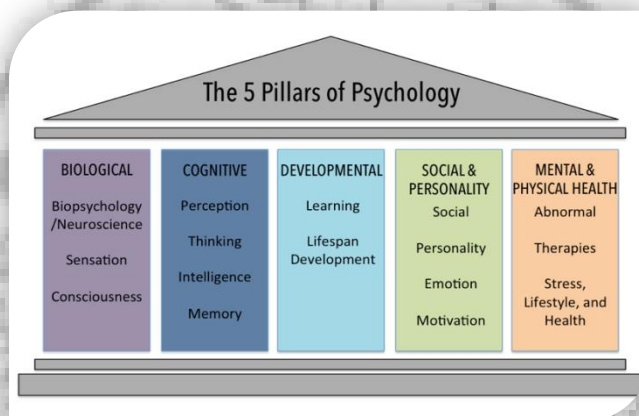 The 5 Pillars of Psychology
BIOLOGICAL
Biopsychology
/Neuroscience
Sensation
Consciousness
COGNITIVE
Perception
Thinking
Intelligence
Memory
DEVELOPMENTAL
Learning
Lifespan
Development
SOCIAL &
PERSONALITY
Social
Personality
Emotion
Motivation
MENTAL &
PHYSICAL HEALTH
Abnormal
Therapies
Stress,
Lifestyle, and
Health